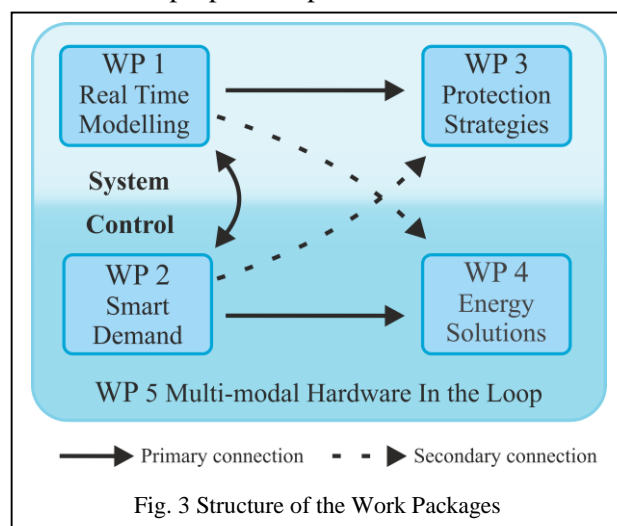 WP 1
Real Time
Modelling
WP 3
Protection
Strategies
System
Control
WP 2
Smart
Demand
WP 4
Energy
Solutions
WP 5 Multi-modal Hardware In the Loop
Primary connection
Secondary connection
Fig. 3 Structure of the Work Packages